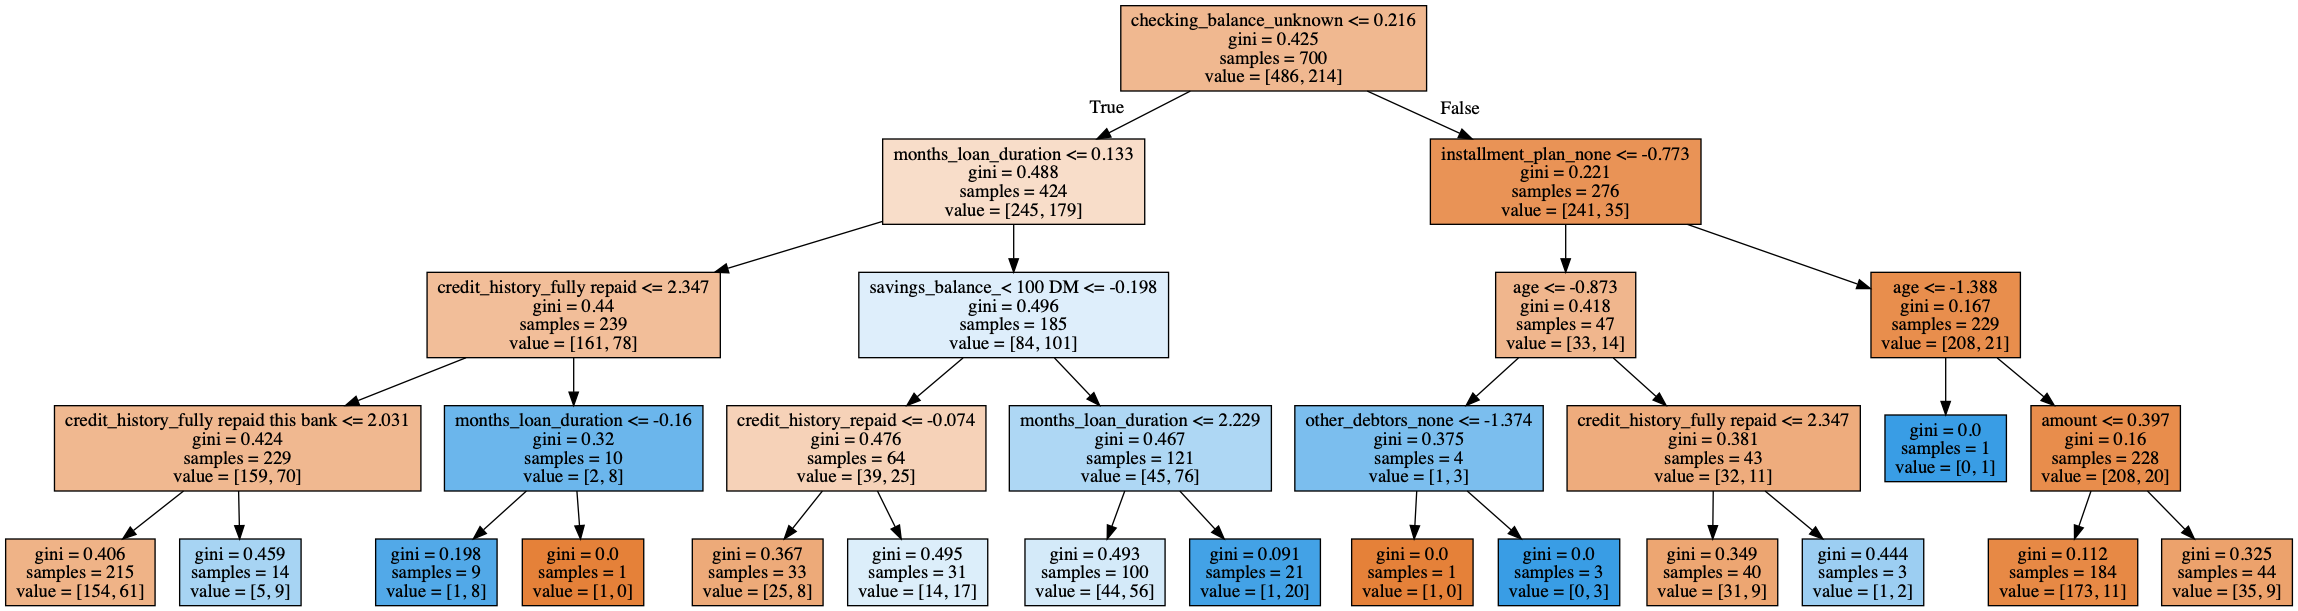 checking_balance_unknown <= 0.216
gini = 0.425
samples = 700
value = [486, 214]
True
False
months_loan_duration <= 0.133
gini = 0.488
samples = 424
value = [245, 179]
installment_plan_none <= -0.773
gini = 0.221
samples = 276
value = [241, 35]
credit_history_fully repaid <= 2.347
gini = 0.44
samples = 239
value = [161, 78]
savings_balance_< 100 DM <= -0.198
gini = 0.496
samples = 185
value = [84, 101]
age <= -0.873
gini = 0.418
samples = 47
value = [33, 14]
age <= -1.388
gini = 0.167
samples = 229
value = [208, 21]
credit_history_fully repaid this bank <= 2.031
gini = 0.424
samples = 229
value = [159, 70]
months_loan_duration <= -0.16
gini = 0.32
samples = 10
value = [2, 8]
credit_history_repaid <= -0.074
gini = 0.476
samples = 64
value = [39, 25]
months_loan_duration <= 2.229
gini = 0.467
samples = 121
value = [45, 76]
other_debtors_none <= -1.374
gini = 0.375
samples = 4
value = [1, 3]
credit_history_fully repaid <= 2.347
gini = 0.381
samples = 43
value = [32, 11]
gini = 0.0
samples = 1
value = [0, 1]
amount <= 0.397
gini = 0.16
samples = 228
value = [208, 20]
gini = 0.406
samples = 215
value = [154, 61]
gini = 0.459
samples = 14
value = [5, 9]
gini = 0.198
samples = 9
value = [1, 8]
gini = 0.0
samples = 1
value = [1, 0]
gini = 0.367
samples = 33
value = [25, 8]
gini = 0.495
samples = 31
value = [14, 17]
gini = 0.493
samples = 100
value = [44, 56]
gini = 0.091
samples = 21
value = [1, 20]
gini = 0.0
samples = 1
value = [1, 0]
gini = 0.0
samples = 3
value = [0, 3]
gini = 0.349
samples = 40
value = [31, 9]
gini = 0.444
samples = 3
value = [1, 2]
gini = 0.112
samples = 184
value = [173, 11]
gini = 0.325
samples = 44
value = [35, 9]